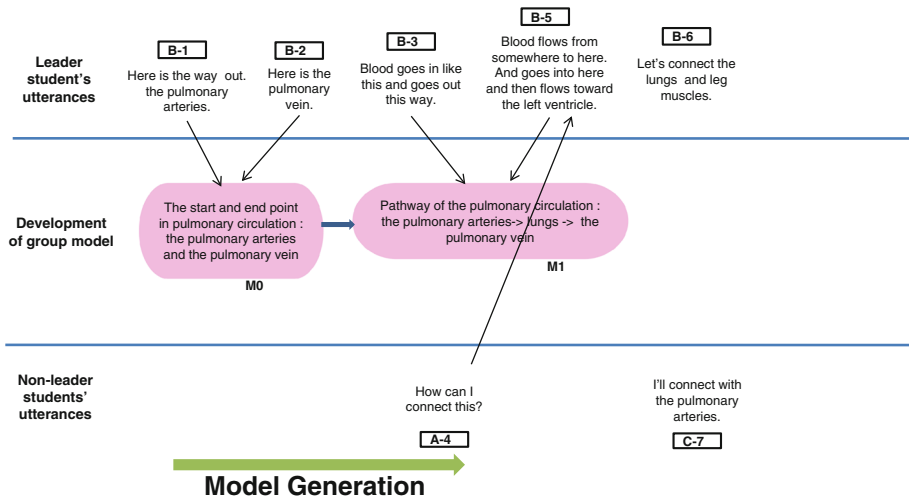 Leader
student's
utterances
B-1
Here is the way out.
the pulmonary
arteries.
B-2
Here is the
pulmonary
vein.
B-3
Blood goes in like
this and goes out
this way.
B-5
Blood flows from
somewhere to here.
And goes into here
and then flows toward
the left ventricle.
B-6
Let's connect the
lungs and leg
muscles.
Development
of group model
The start and end point
in pulmonary circulation :
the pulmonary arteries
and the pulmonary vein
M0
Pathway of the pulmonary circulation :
the pulmonary arteries-> lungs -> the
pulmonary vein
M1
Non-leader
students'
utterances
How can I
connect this?
A-4
I'll connect with
the pulmonary
arteries.
C-7
Model Generation